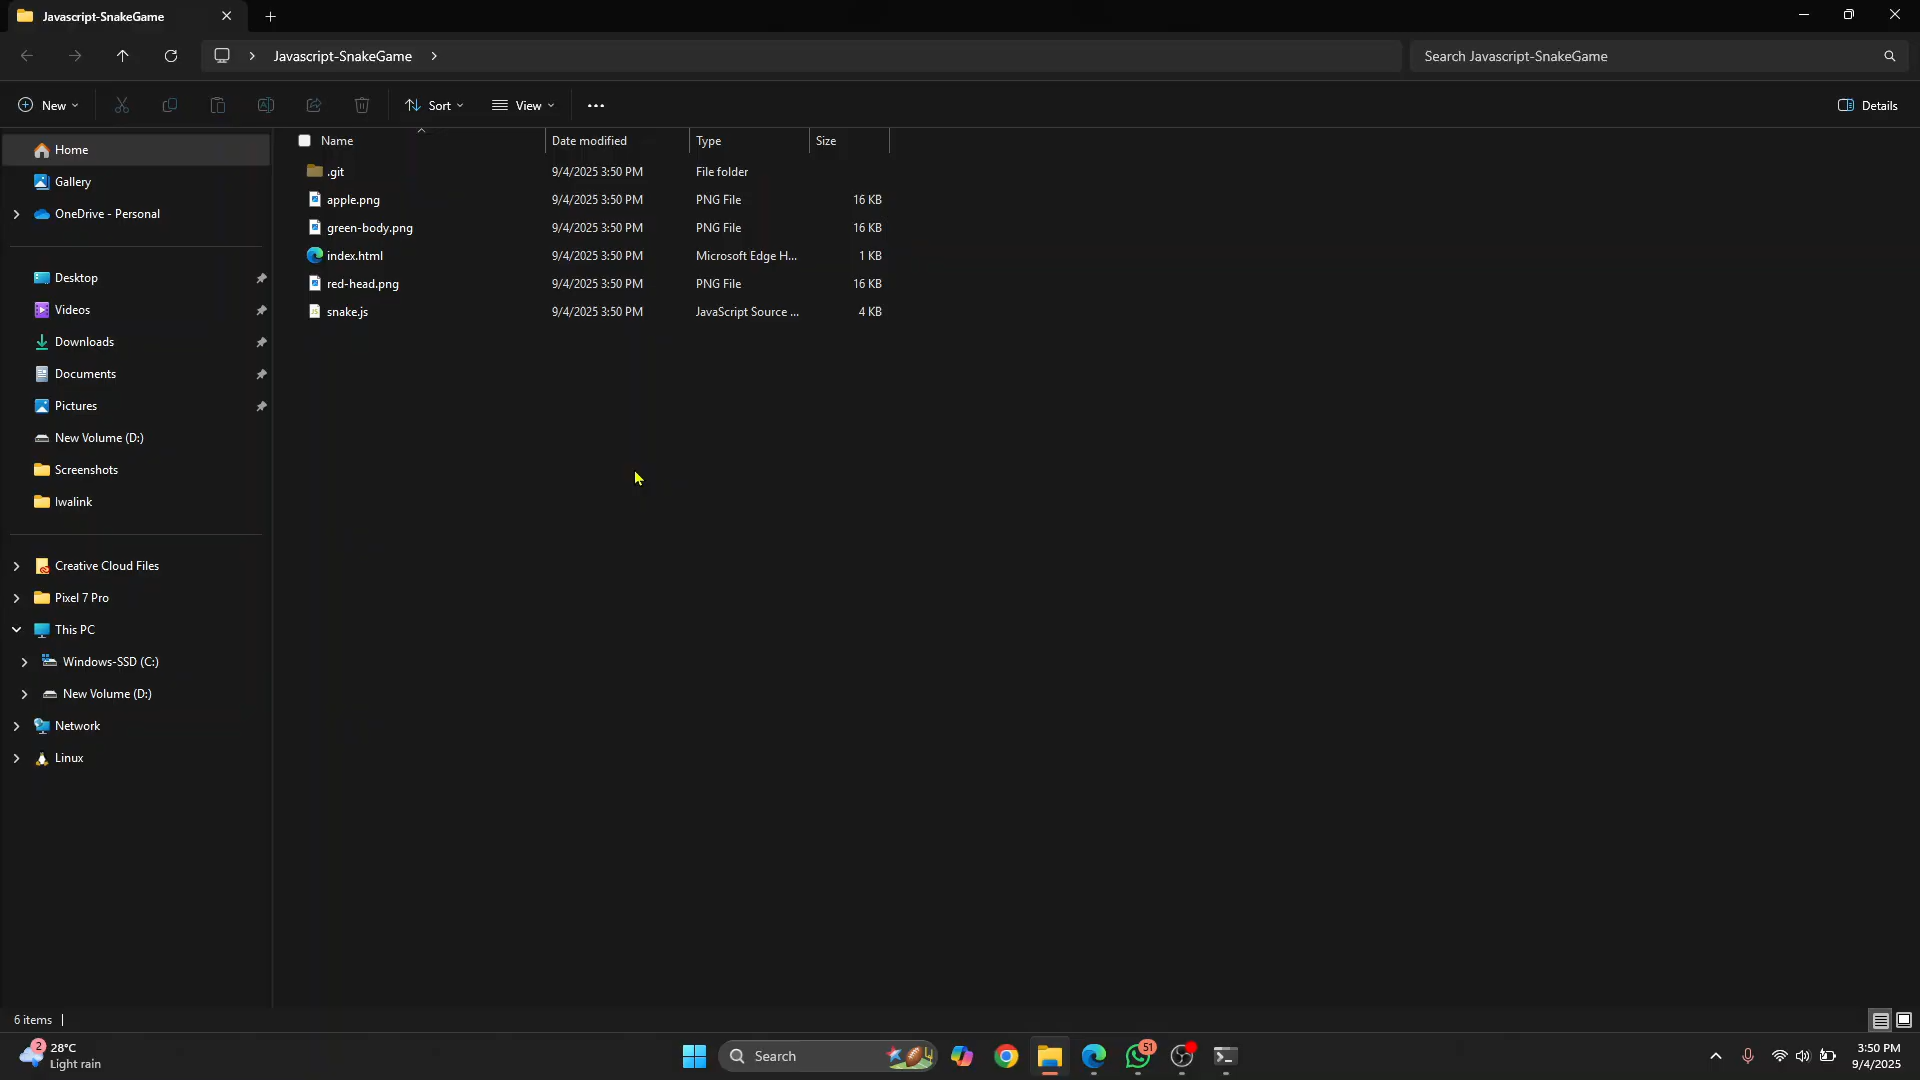 Javascript-SnakeGame
Javascript-SnakeGame
Search Javascript-SnakeGame
New
Sort
View
Details
Name Date modified Type Size
.git 9/4/2025 3:50 PM File folder
apple.png 9/4/2025 3:50 PM PNG File 16 KB
green-body.png 9/4/2025 3:50 PM PNG File 16 KB
index.html 9/4/2025 3:50 PM Microsoft Edge H... 1 KB
red-head.png 9/4/2025 3:50 PM PNG File 16 KB
snake.js 9/4/2025 3:50 PM JavaScript Source ... 4 KB
Home
Gallery
OneDrive - Personal
Desktop
Videos
Downloads
Documents
Pictures
New Volume (D:)
Screenshots
lwalink
Creative Cloud Files
Pixel 7 Pro
This PC
Windows-SSD (C:)
New Volume (D:)
Network
Linux
6 items
2
28°C
Light rain
Search
51
3:50 PM
9/4/2025